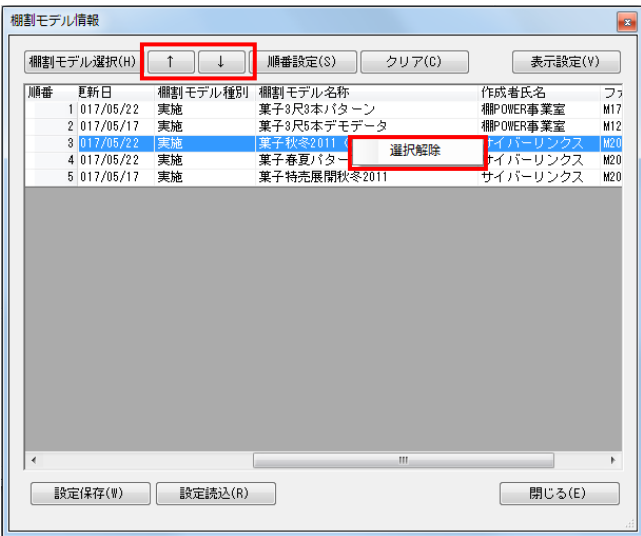 棚割モデル情報
棚割モデル選択(H) ↑ ↓ 順番設定(S) クリア(C) 表示設定(V)
順番 更新日 棚割モデル種別 棚割モデル名称 作成者氏名 ファ
1 017/05/22 実施 菓子3尺3本パターン 棚POWER事業室 M17
2 017/05/17 実施 菓子3尺5本デモデータ 棚POWER事業室 M12
3 017/05/22 実施 菓子秋冬2011 サイバーリンクス M20
選択解除
4 017/05/22 実施 菓子春夏パター サイバーリンクス M20
5 017/05/17 実施 菓子特売展開秋冬2011 サイバーリンクス M20
設定保存(W) 設定読込(R) 閉じる(E)